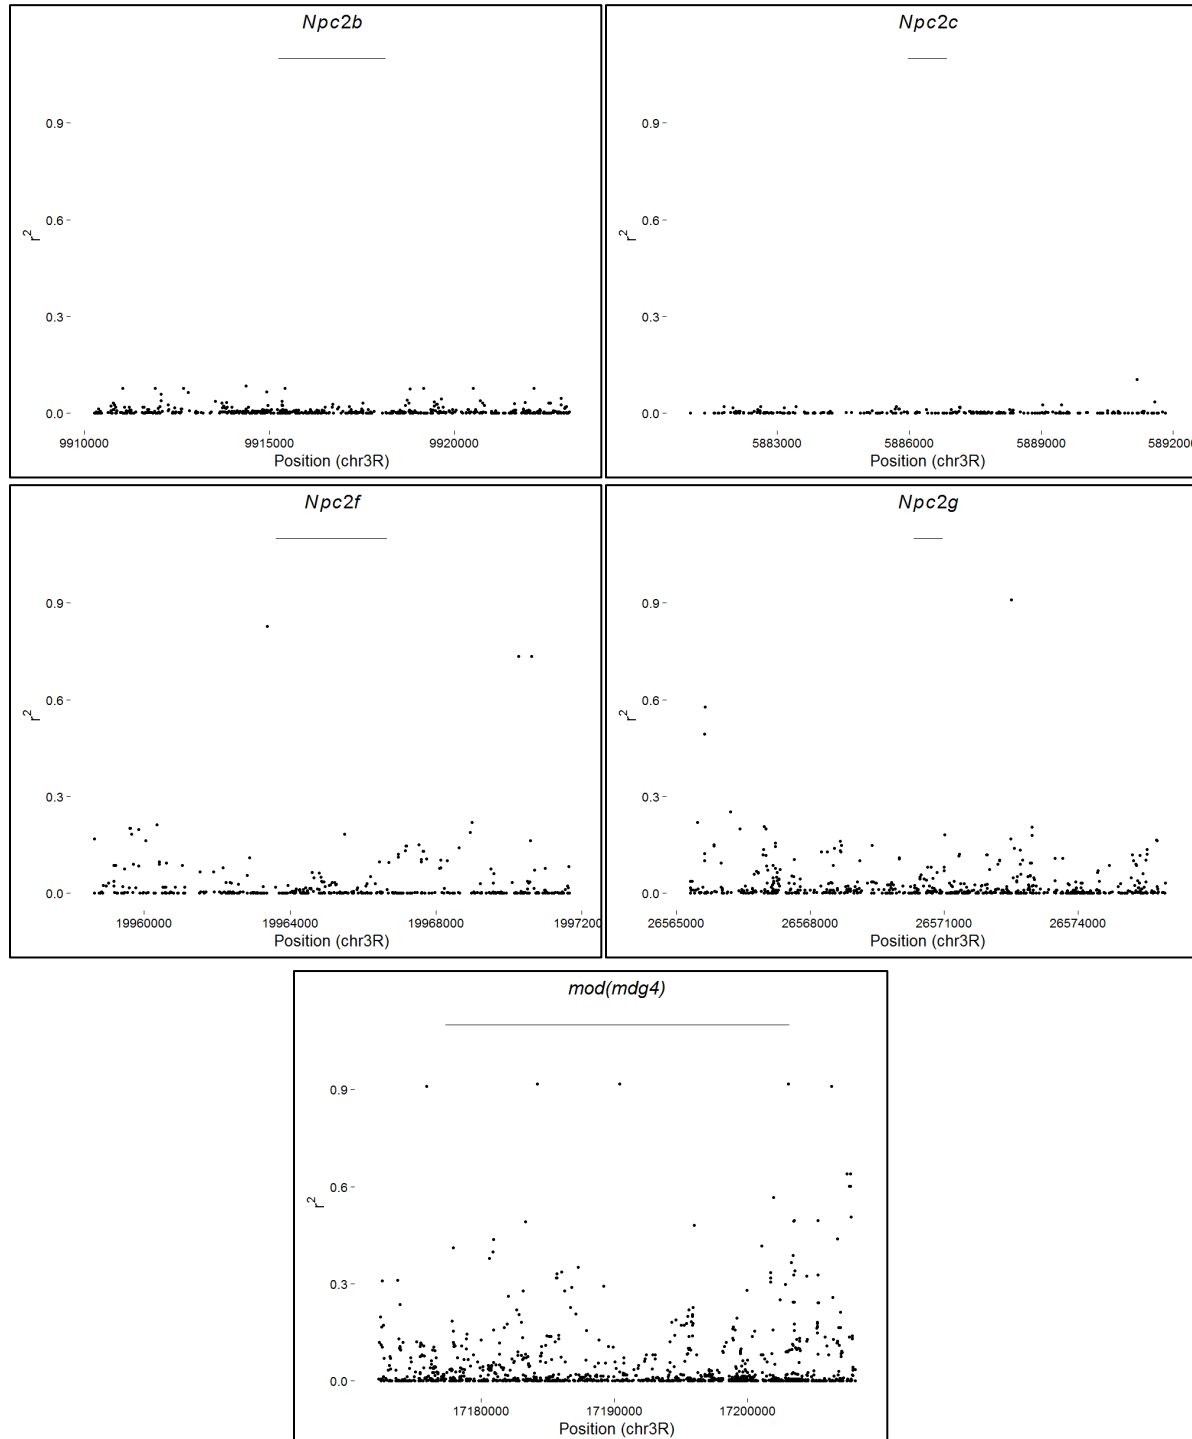 Npc2b
0.9
0.6
0.3
0.0
r²
9910000 9915000 9920000
Position (chr3R)
Npc2c
0.9
0.6
0.3
0.0
r²
5883000 5886000 5889000 589200
Position (chr3R)
Npc2f
0.9
0.6
0.3
0.0
r²
19960000 19964000 19968000 1997200
Position (chr3R)
Npc2g
0.9
0.6
0.3
0.0
r²
26565000 26568000 26571000 26574000
Position (chr3R)
mod(mdg4)
0.9
0.6
0.3
0.0
r²
17180000 17190000 17200000
Position (chr3R)